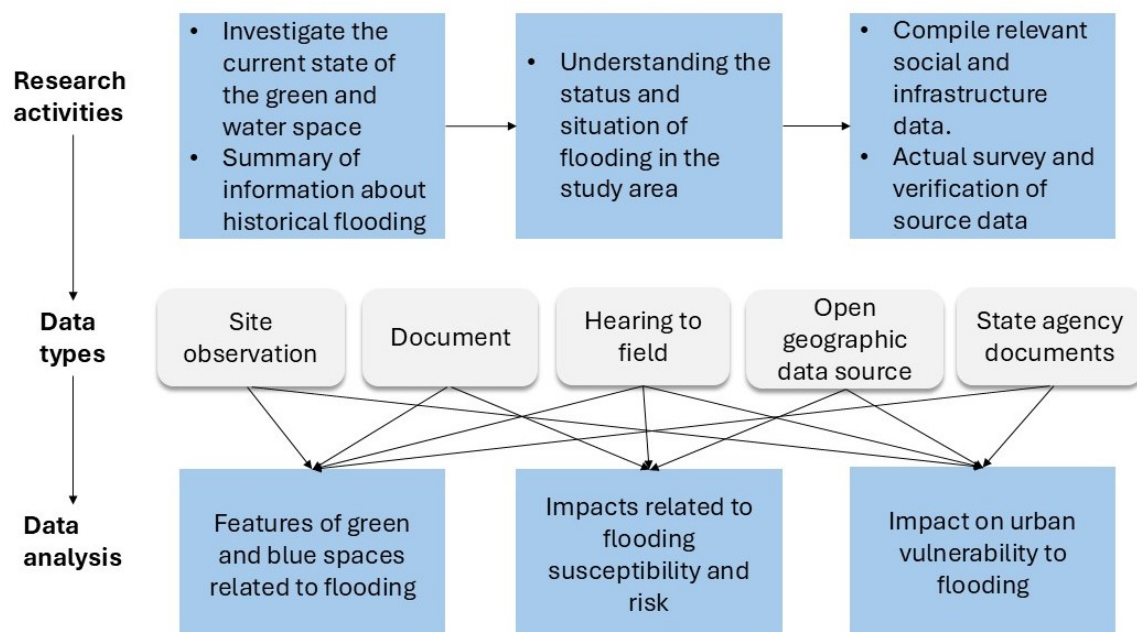 Research
activities
• Investigate the
current state of
the green and
water space
• Summary of
information about
historical flooding
• Understanding the
status and
situation of
flooding in the
study area
• Compile relevant
social and
infrastructure
data.
• Actual survey and
verification of
source data
Data
types
Site
observation
Document
Hearing to
field
Open
geographic
data source
State agency
documents
Data
analysis
Features of green
and blue spaces
related to flooding
Impacts related to
flooding
susceptibility and
risk
Impact on urban
vulnerability to
flooding